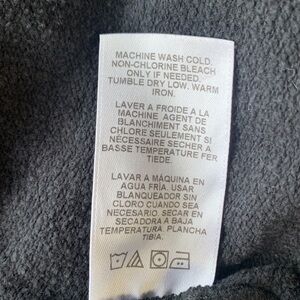 MACHINE WASH COLD.
NON-CHLORINE BLEACH
ONLY IF NEEDED.
TUMBLE DRY LOW. WARM
IRON.
LAVER A FROIDE A LA
MACHINE AGENT DE
BLANCHIMENT SANS
CHLORE SEULEMENT SI
NÉCESSAIRE SECHER A
BASSE TEMPERATURE FER
TIEDE.
LAVAR A MÁQUINA EN
AGUA FRÍA. USAR
BLANQUEADOR SIN
CLORO CUANDO SEA
NECESARIO. SECAR EN
SECADORA A BAJA
TEMPERATURA. PLANCHA
TIBIA.